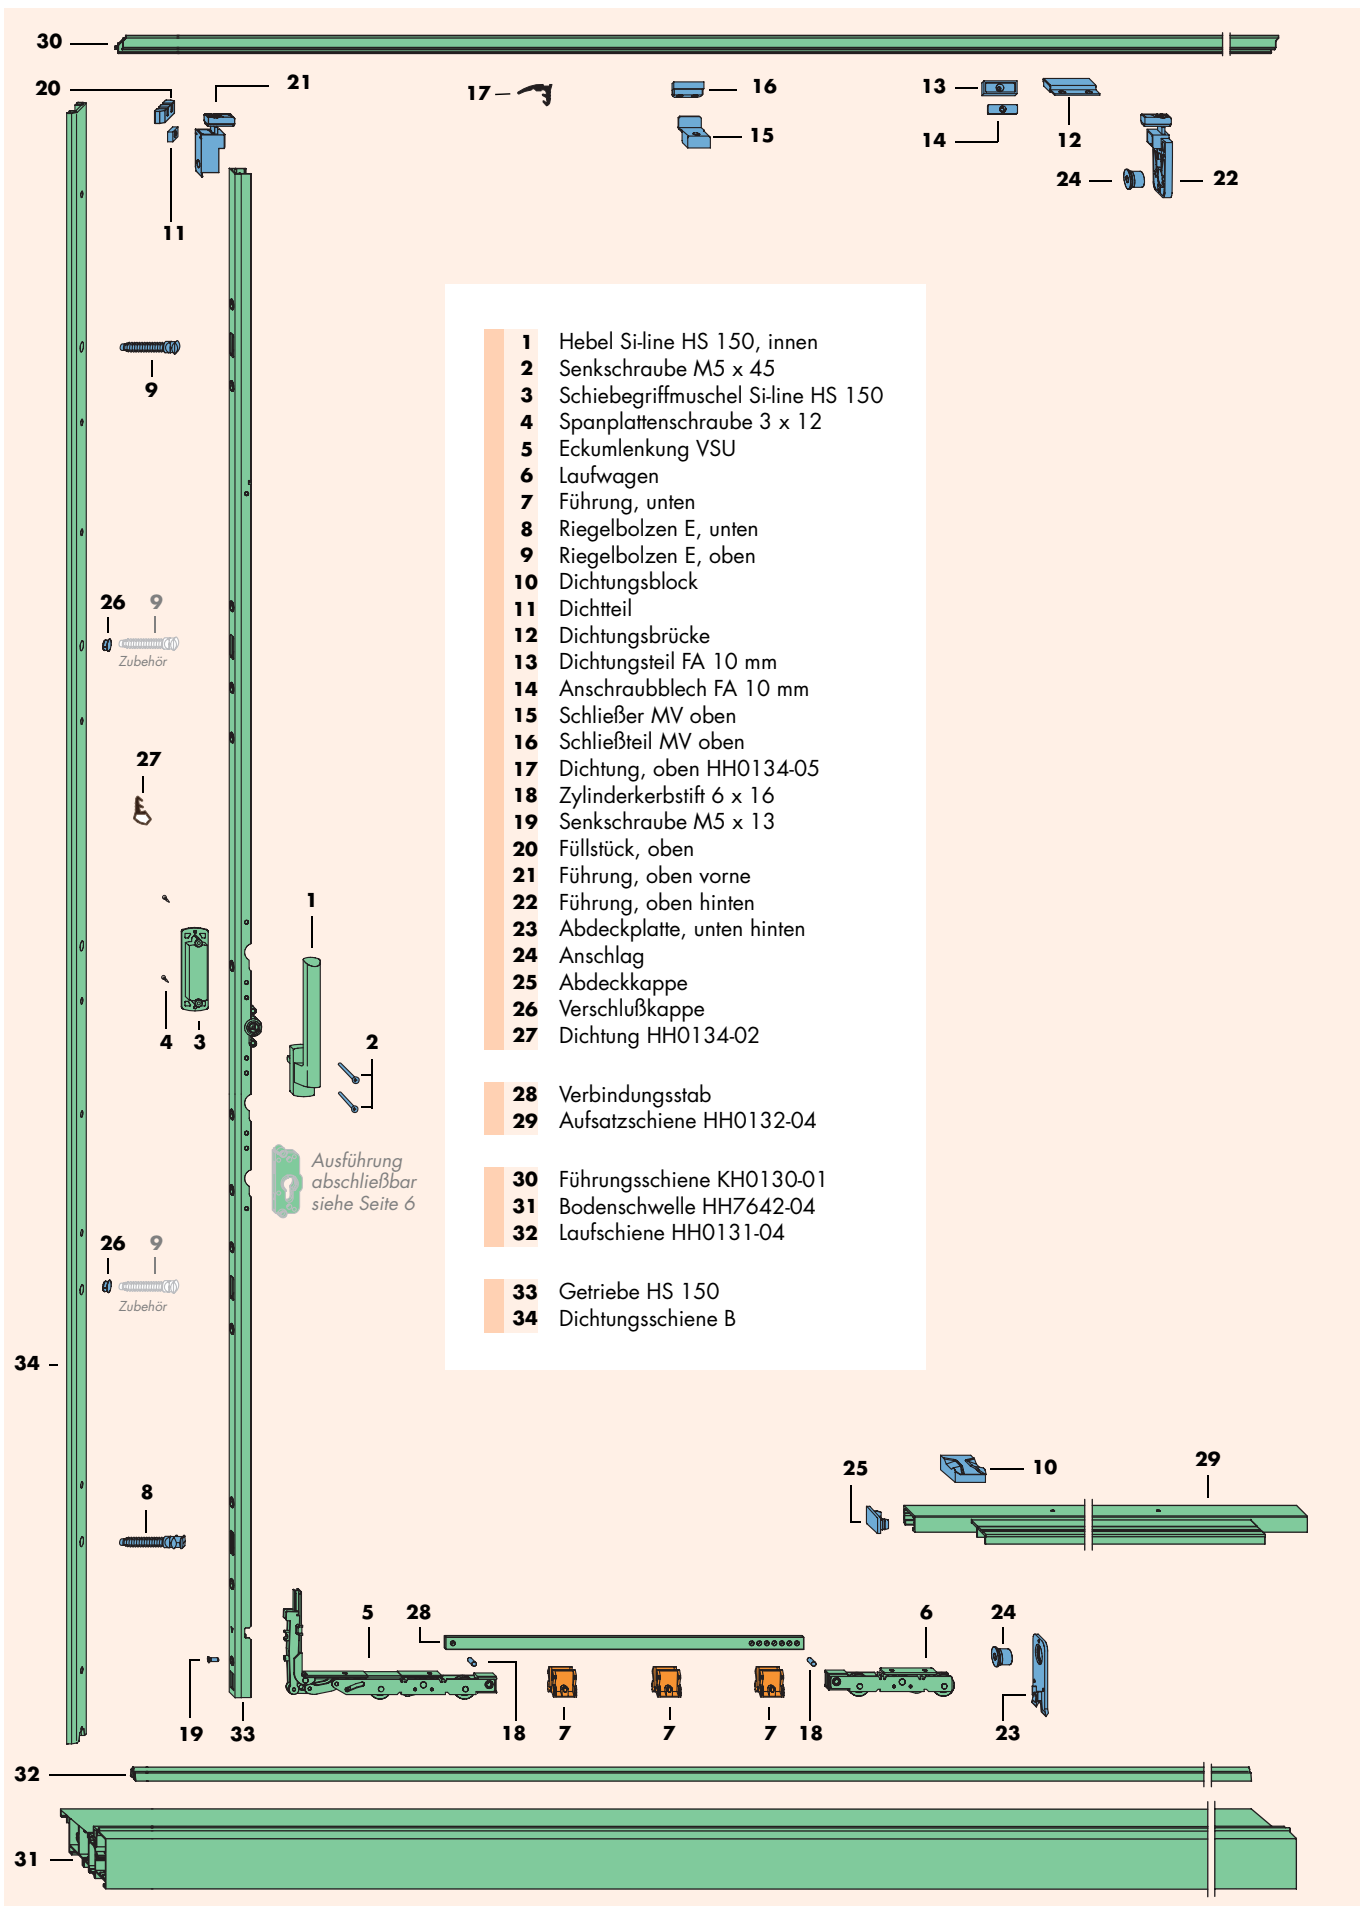 30
20
21
17
16
15
13
14
12
24
22
11
9
1 Hebel Si-line HS 150, innen
2 Senkschraube M5 x 45
3 Schiebegriffmuschel Si-line HS 150
4 Spanplattenschraube 3 x 12
5 Eckumlenkung VSU
6 Laufwagen
7 Führung, unten
8 Riegelbolzen E, unten
9 Riegelbolzen E, oben
10 Dichtungsblock
11 Dichtteil
12 Dichtungsbrücke
13 Dichtungsteil FA 10 mm
14 Anschraubblech FA 10 mm
15 Schließer MV oben
16 Schließteil MV oben
17 Dichtung, oben HH0134-05
18 Zylinderkerbstift 6 x 16
19 Senkschraube M5 x 13
20 Füllstück, oben
21 Führung, oben vorne
22 Führung, oben hinten
23 Abdeckplatte, unten hinten
24 Anschlag
25 Abdeckkappe
26 Verschlußkappe
27 Dichtung HH0134-02
28 Verbindungsstab
29 Aufsatzschiene HH0132-04
30 Führungsschiene KH0130-01
31 Bodenschwelle HH7642-04
32 Laufschiene HH0131-04
33 Getriebe HS 150
34 Dichtungsschiene B
26 9
Zubehör
27
1
4 3
2
Ausführung
abschließbar
siehe Seite 6
26 9
Zubehör
34
8
25
10
29
5
28
6
24
19 33
18
7
7
7 18
23
32
31